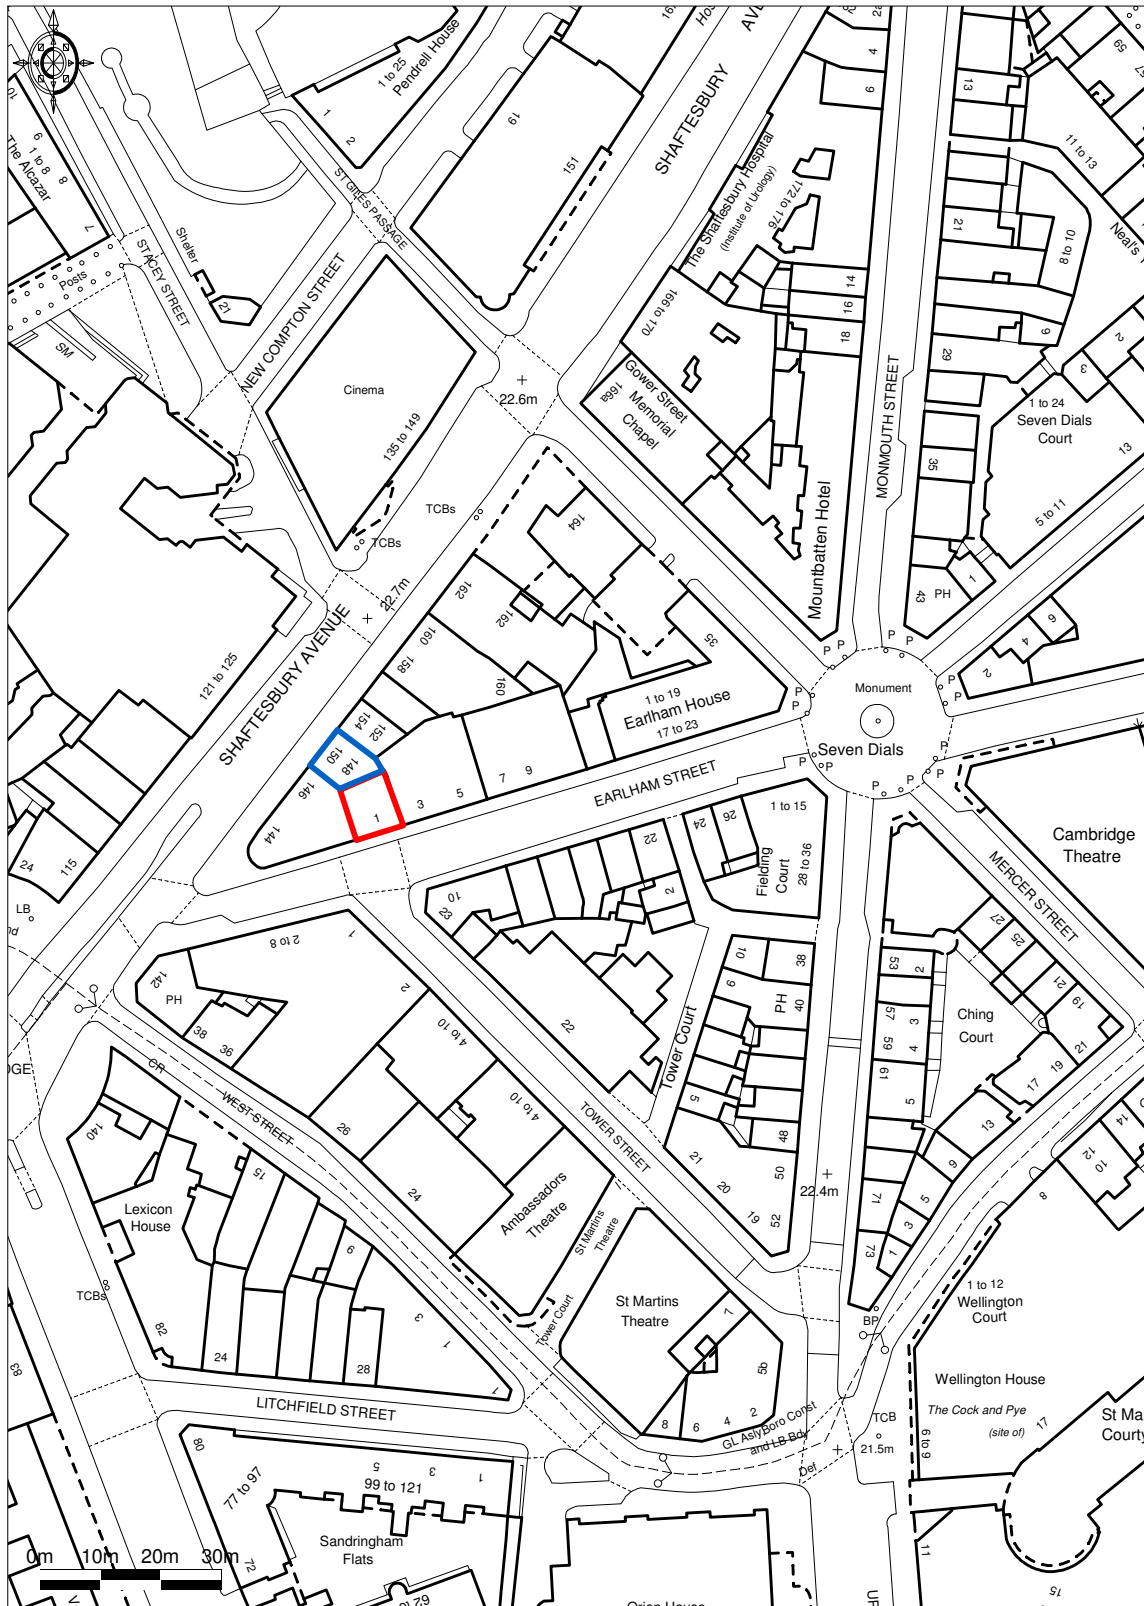 1 to 25
Pendrell House
1
2
19
151
SHAFTESBURY
SHAFTESBURY AVENUE
16
6
1 to 8
8
The Alcazar
7
10
ST GILES PASSAGE
STACEY STREET
Shelter
Posts
SM
21
NEW COMPTON STREET
Cinema
135 to 149
22.6m
TCBs
TCBs
22.7m
The Shaftesbury Hospital
(Institute of Urology)
172 to 176
166 to 170
166a
Gower Street
Memorial
Chapel
Mountbatten Hotel
14
16
18
4
6
2a
13
21
29
35
43
PH
1
MONMOUTH STREET
11 to 13
59
57
Neal's
8 to 10
9
2
3
1 to 24
Seven Dials
Court
13
5 to 11
6
4
2
164
162
162
160
160
158
154
152
150
148
146
144
1
3
5
7
9
35
1 to 19
Earlham House
17 to 23
EARLHAM STREET
Monument
Seven Dials
P
P
P
P
P
P
P
P
P
P
P
P
P
P
121 to 125
24
115
LB
Cambridge
Theatre
MERCER STREET
1 to 15
22
24
26
Fielding
Court
28 to 36
10
23
2
2 to 8
1
2
142
PH
38
36
4 to 10
4 to 10
22
10
9
38
PH
40
Tower Court
5
48
50
52
21
20
19
TOWER STREET
27
25
21
19
53
2
57
3
59
4
61
5
Ching
Court
21
19
17
13
9
5
3
1
71
73
22.4m
14
12
10
8
CR
WEST STREET
26
24
140
15
9
Lexicon
House
Ambassadors
Theatre
St Martins
Theatre
Tower Court
St Martins
Theatre
7
5b
8
6
4
2
TCBs
82
24
28
3
1
1
LITCHFIELD STREET
BP
1 to 12
Wellington
Court
Wellington House
The Cock and Pye
(site of)
17
6 to 9
TCB
21.5m
GL Asly Boro Const
and LB Bdy
Def
83
80
77 to 97
5
3
1
99 to 121
72
Sandringham
Flats
11
15
0m 10m 20m 30m